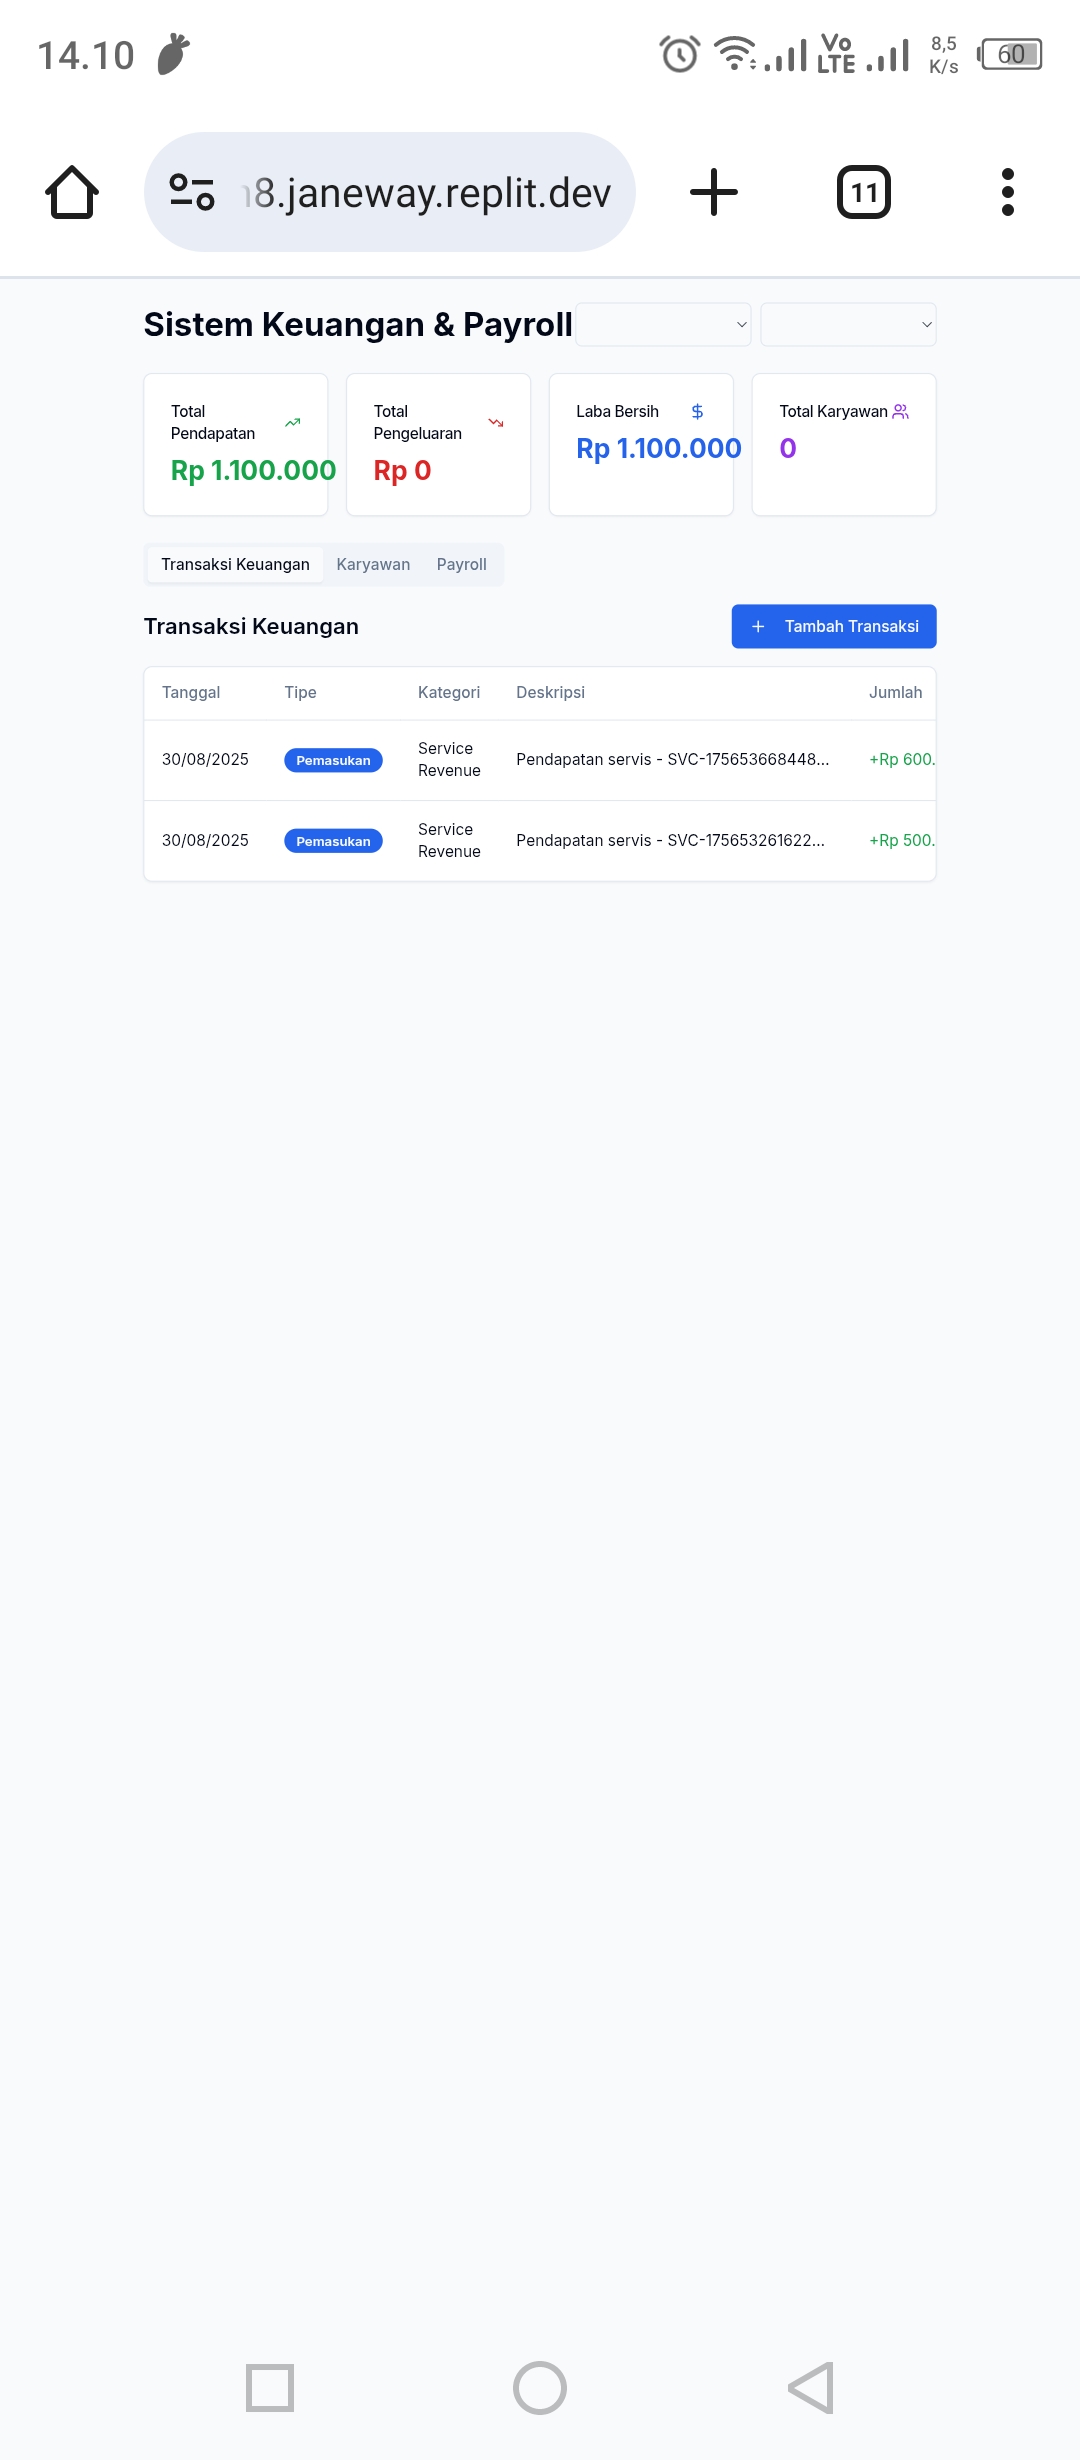 14.10
Vo LTE
8,5 K/s
60
8.janeway.replit.dev
11
Sistem Keuangan & Payroll
Total Pendapatan
Rp 1.100.000
Total Pengeluaran
Rp 0
Laba Bersih
Rp 1.100.000
Total Karyawan
0
Transaksi Keuangan Karyawan Payroll
Transaksi Keuangan
Tambah Transaksi
Tanggal Tipe Kategori Deskripsi Jumlah
30/08/2025 Pemasukan Service Revenue Pendapatan servis - SVC-175653668448... +Rp 600.
30/08/2025 Pemasukan Service Revenue Pendapatan servis - SVC-175653261622... +Rp 500.